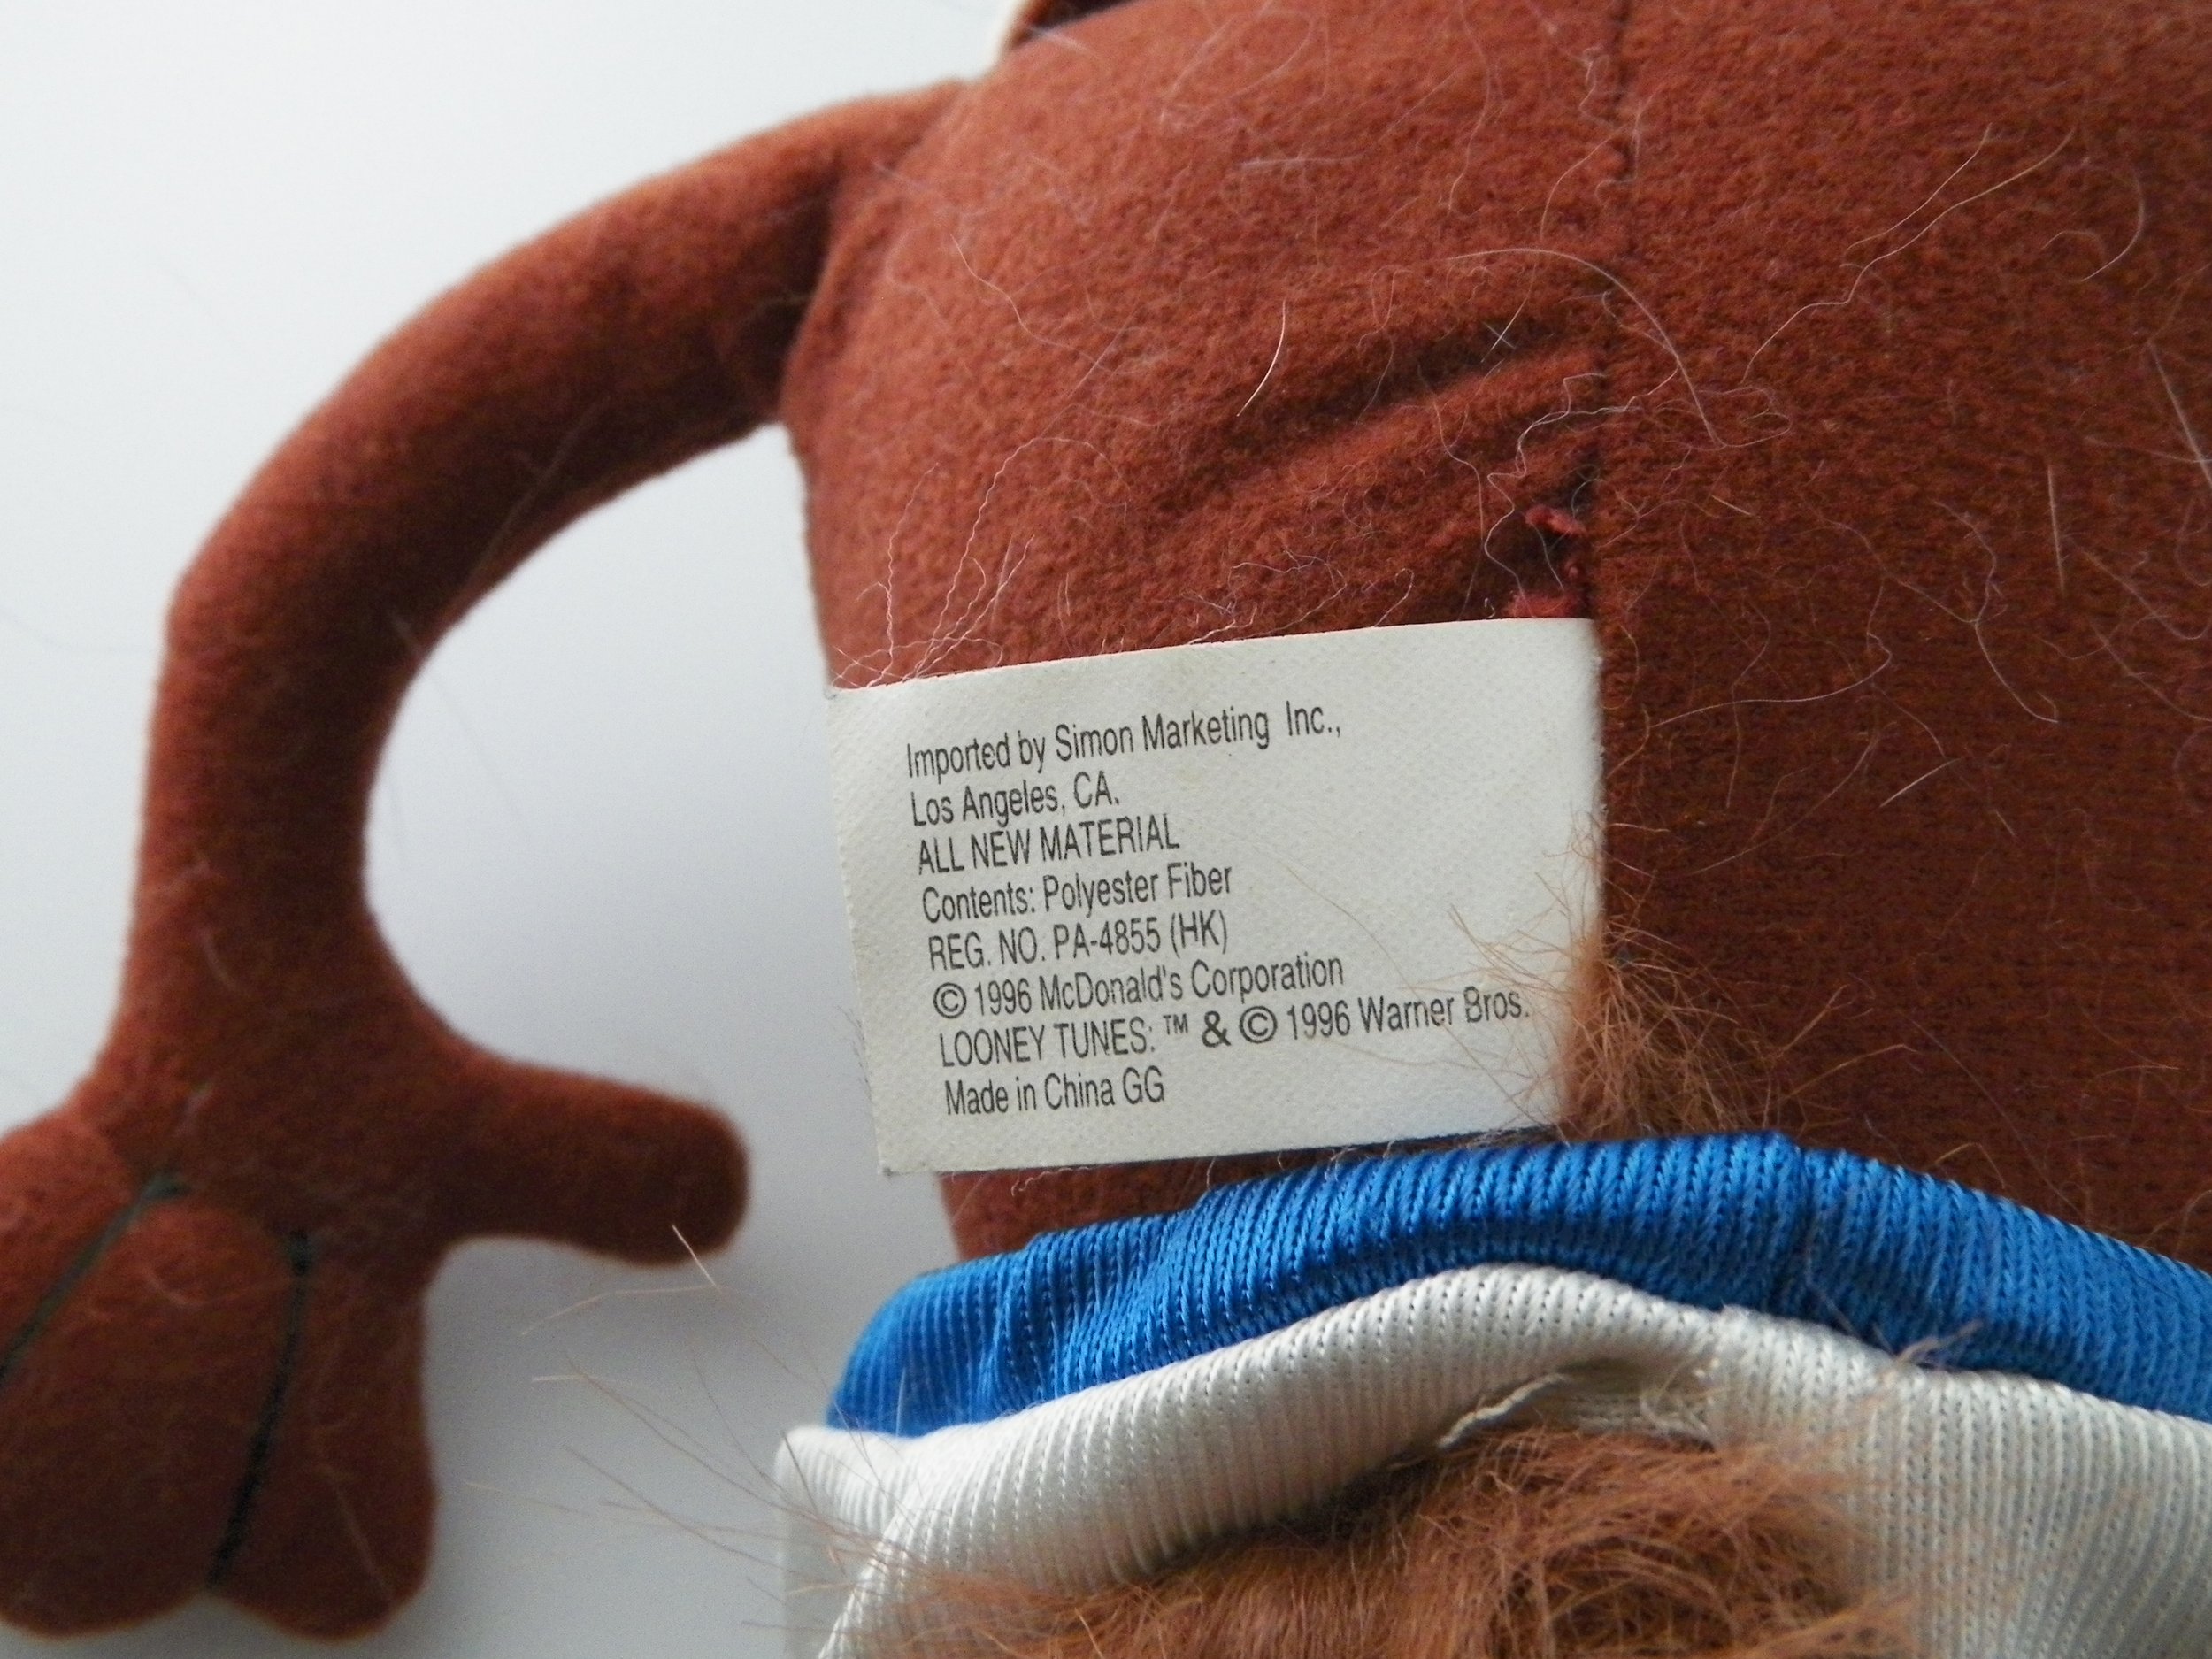 Imported by Simon Marketing Inc.,
Los Angeles, CA.
ALL NEW MATERIAL
Contents: Polyester Fiber
REG. NO. PA-4855 (HK)
© 1996 McDonald's Corporation
LOONEY TUNES: ™ & © 1996 Warner Bros.
Made in China GG